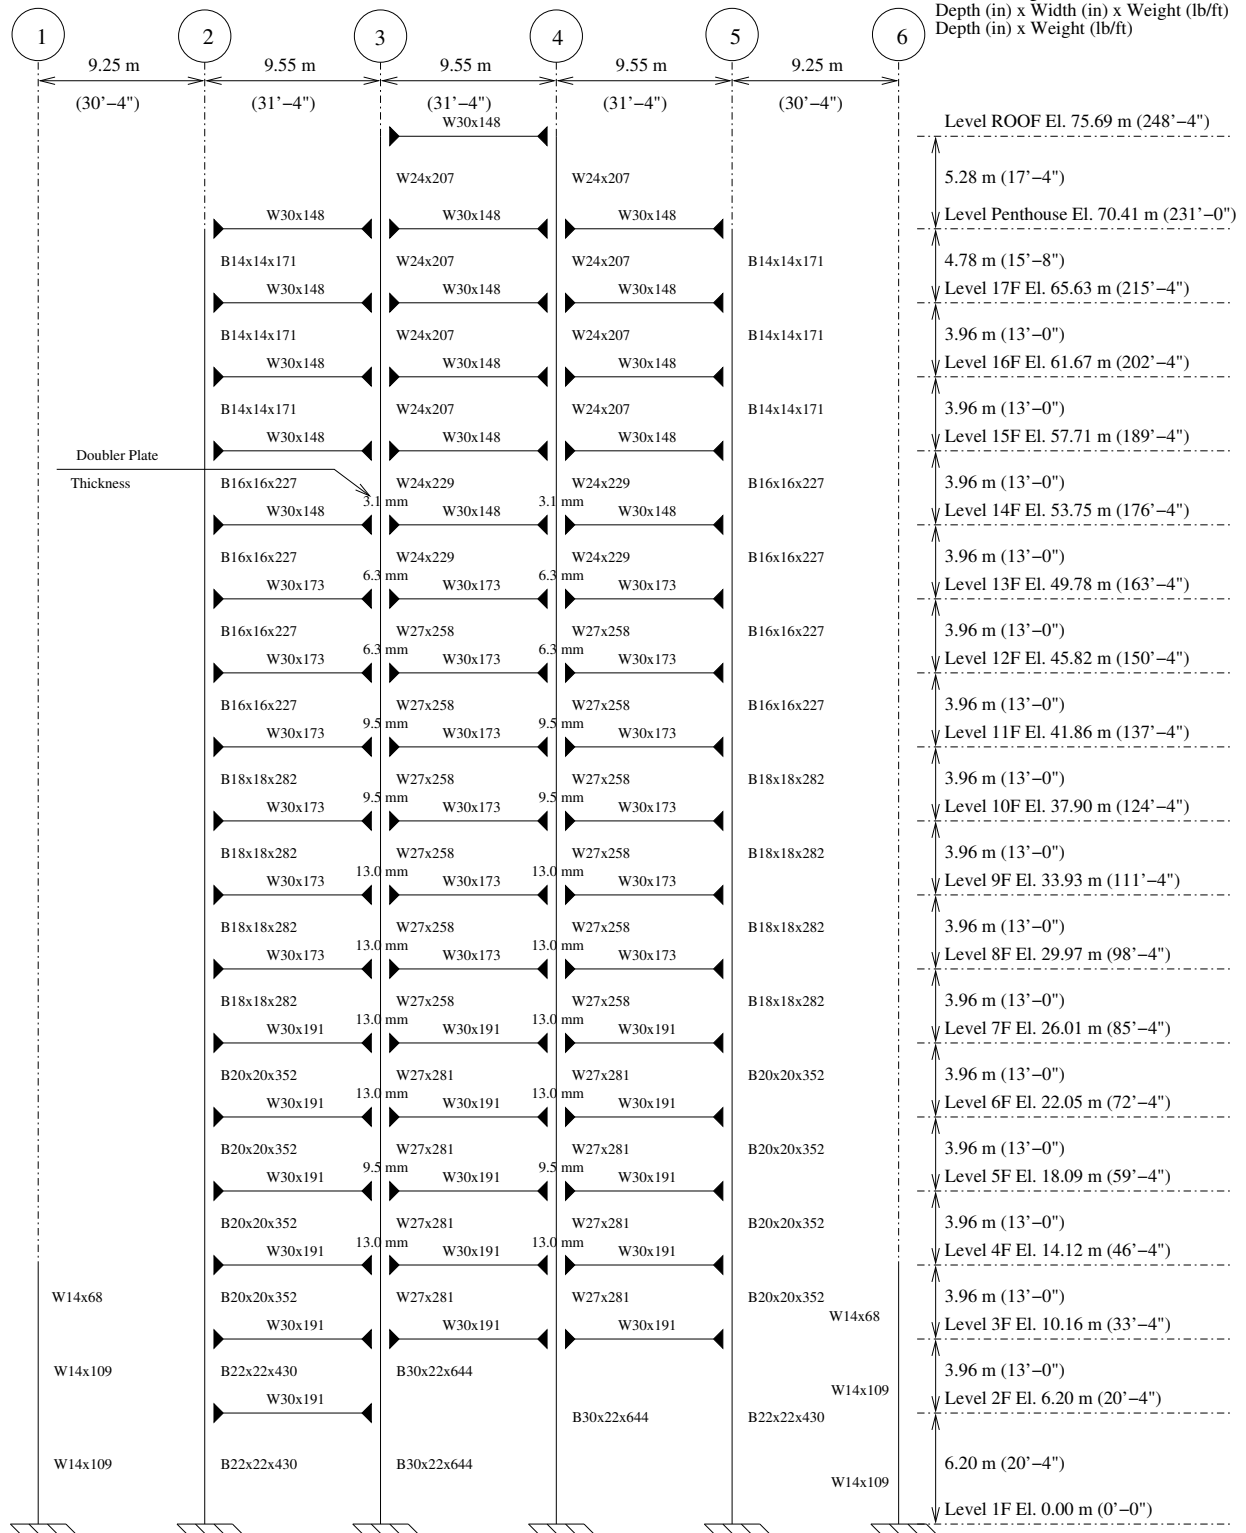 Depth (in) x Width (in) x Weight (lb/ft)
Depth (in) x Weight (lb/ft)
1 2 3 4 5 6
9.25 m 9.55 m 9.55 m 9.55 m 9.25 m
(30’−4") (31’−4") (31’−4") (31’−4") (30’−4")
W30x148 Level ROOF El. 75.69 m (248’−4")
W24x207 W24x207 5.28 m (17’−4")
W30x148 W30x148 W30x148 Level Penthouse El. 70.41 m (231’−0")
B14x14x171 W24x207 W24x207 B14x14x171 4.78 m (15’−8")
W30x148 W30x148 W30x148 Level 17F El. 65.63 m (215’−4")
B14x14x171 W24x207 W24x207 B14x14x171 3.96 m (13’−0")
W30x148 W30x148 W30x148 Level 16F El. 61.67 m (202’−4")
B14x14x171 W24x207 W24x207 B14x14x171 3.96 m (13’−0")
W30x148 W30x148 W30x148 Level 15F El. 57.71 m (189’−4")
Doubler Plate
Thickness B16x16x227 W24x229 W24x229 B16x16x227 3.96 m (13’−0")
3.1 mm 3.1 mm
W30x148 W30x148 W30x148 Level 14F El. 53.75 m (176’−4")
B16x16x227 W24x229 W24x229 B16x16x227 3.96 m (13’−0")
6.3 mm 6.3 mm
W30x173 W30x173 W30x173 Level 13F El. 49.78 m (163’−4")
B16x16x227 W27x258 W27x258 B16x16x227 3.96 m (13’−0")
6.3 mm 6.3 mm
W30x173 W30x173 W30x173 Level 12F El. 45.82 m (150’−4")
B16x16x227 W27x258 W27x258 B16x16x227 3.96 m (13’−0")
9.5 mm 9.5 mm
W30x173 W30x173 W30x173 Level 11F El. 41.86 m (137’−4")
B18x18x282 W27x258 W27x258 B18x18x282 3.96 m (13’−0")
9.5 mm 9.5 mm
W30x173 W30x173 W30x173 Level 10F El. 37.90 m (124’−4")
B18x18x282 W27x258 W27x258 B18x18x282 3.96 m (13’−0")
13.0 mm 13.0 mm
W30x173 W30x173 W30x173 Level 9F El. 33.93 m (111’−4")
B18x18x282 W27x258 W27x258 B18x18x282 3.96 m (13’−0")
13.0 mm 13.0 mm
W30x173 W30x173 W30x173 Level 8F El. 29.97 m (98’−4")
B18x18x282 W27x258 W27x258 B18x18x282 3.96 m (13’−0")
13.0 mm 13.0 mm
W30x191 W30x191 W30x191 Level 7F El. 26.01 m (85’−4")
B20x20x352 W27x281 W27x281 B20x20x352 3.96 m (13’−0")
13.0 mm 13.0 mm
W30x191 W30x191 W30x191 Level 6F El. 22.05 m (72’−4")
B20x20x352 W27x281 W27x281 B20x20x352 3.96 m (13’−0")
9.5 mm 9.5 mm
W30x191 W30x191 W30x191 Level 5F El. 18.09 m (59’−4")
B20x20x352 W27x281 W27x281 B20x20x352 3.96 m (13’−0")
13.0 mm 13.0 mm
W30x191 W30x191 W30x191 Level 4F El. 14.12 m (46’−4")
W14x68 B20x20x352 W27x281 W27x281 B20x20x352 3.96 m (13’−0")
W14x68
W30x191 W30x191 W30x191 Level 3F El. 10.16 m (33’−4")
W14x109 B22x22x430 B30x22x644 3.96 m (13’−0")
W14x109
W30x191 Level 2F El. 6.20 m (20’−4")
B30x22x644 B22x22x430
W14x109 B22x22x430 B30x22x644 6.20 m (20’−4")
W14x109
Level 1F El. 0.00 m (0’−0")